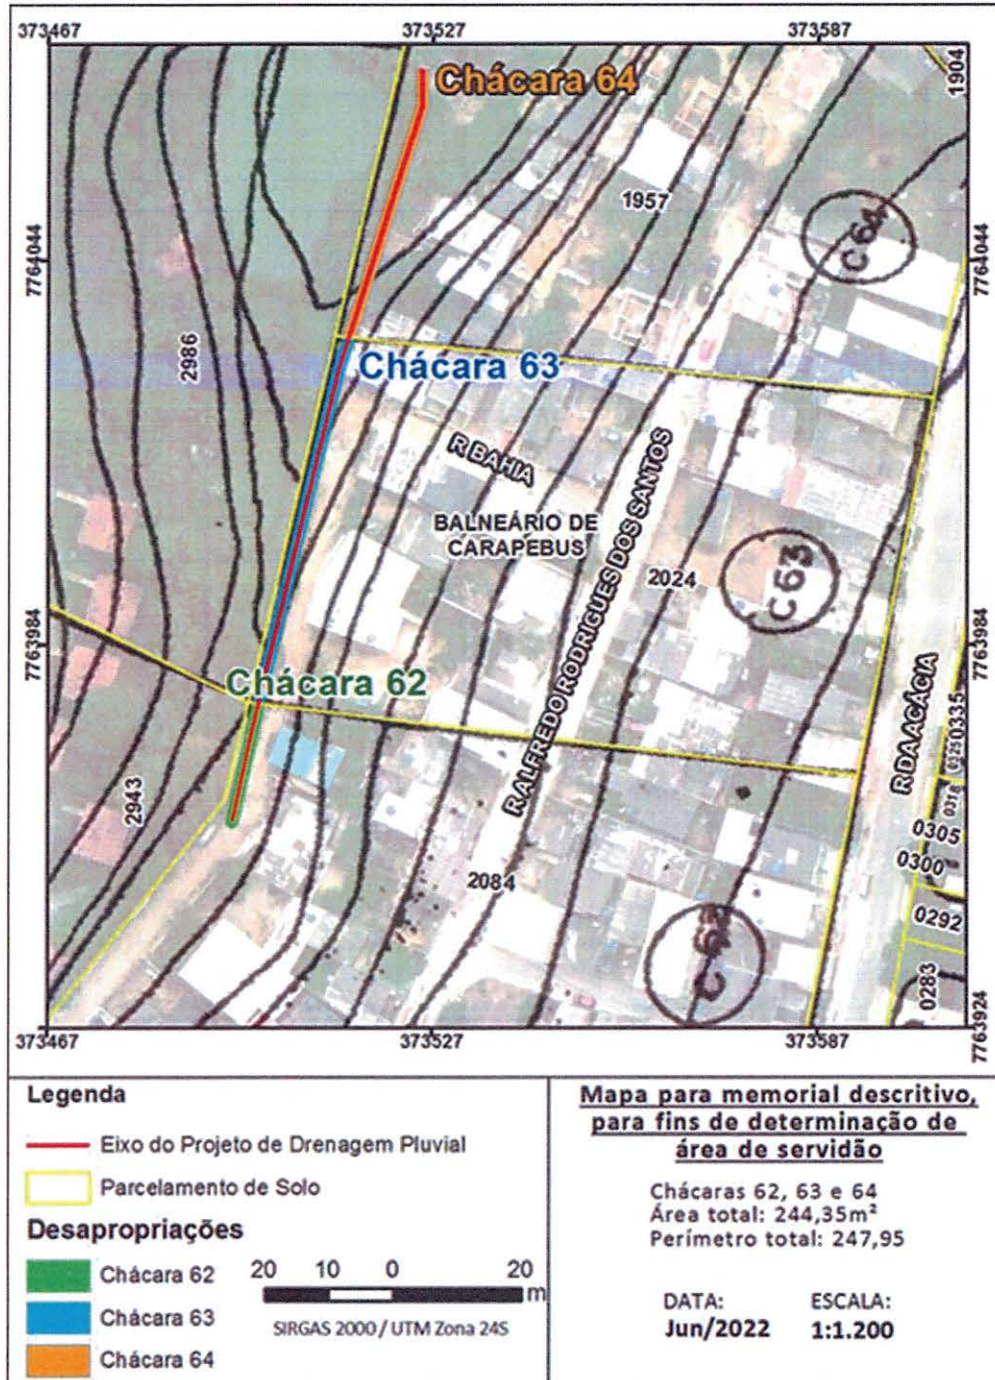 373467 373527 373587
Chácara 64
1904
1957
C 64
7764044
7764044
2986
Chácara 63
R BAHIA
BALNEÁRIO DE
CARAPEBUS
R ALFREDO RODRIGUES DOS SANTOS
2024
C 63
7763984
7763984
Chácara 62
R DA ACÁCIA
0335
0325
0318
0305
0300
0292
0283
2943
2084
C 62
7763924
373467 373527 373587
Legenda
Eixo do Projeto de Drenagem Pluvial
Parcelamento de Solo
Desapropriações
Chácara 62
Chácara 63
Chácara 64
20 10 0 20
m
SIRGAS 2000 / UTM Zona 24S
Mapa para memorial descritivo,
para fins de determinação de
área de servidão
Chácaras 62, 63 e 64
Área total: 244,35m²
Perímetro total: 247,95
DATA: ESCALA:
Jun/2022 1:1.200